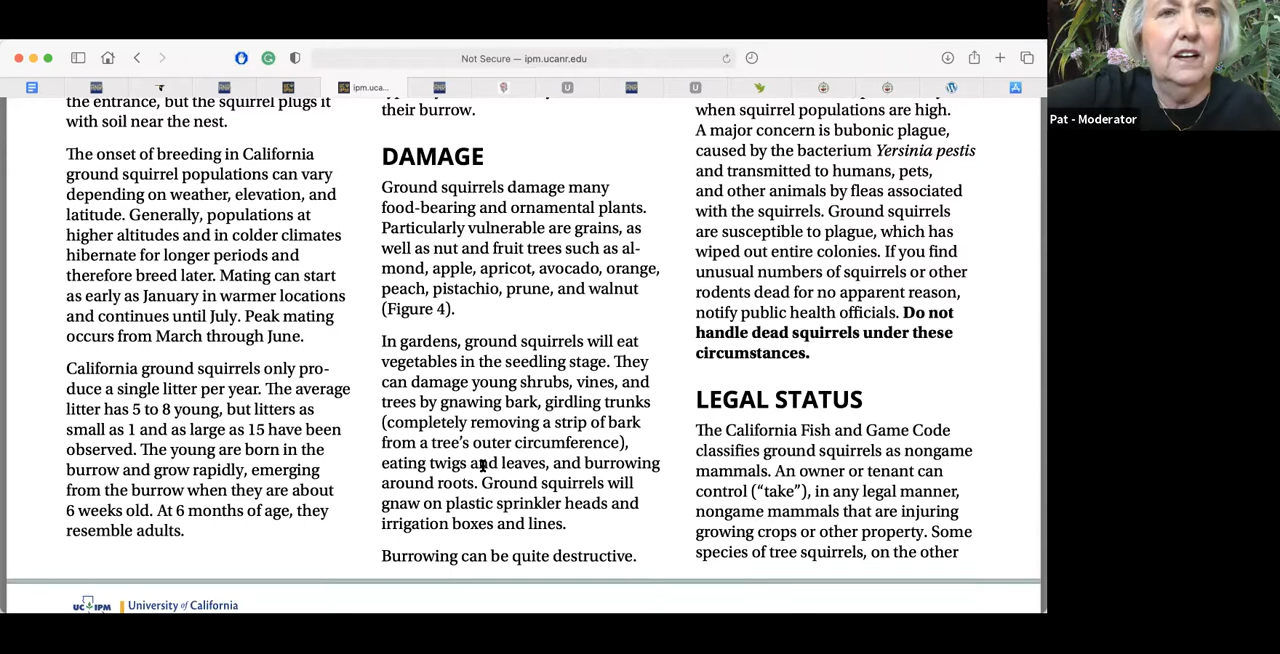 Not Secure — ipm.ucanr.edu
ipm.uca...
Pat - Moderator
the entrance, but the squirrel plugs it
with soil near the nest.
The onset of breeding in California
ground squirrel populations can vary
depending on weather, elevation, and
latitude. Generally, populations at
higher altitudes and in colder climates
hibernate for longer periods and
therefore breed later. Mating can start
as early as January in warmer locations
and continues until July. Peak mating
occurs from March through June.
California ground squirrels only pro-
duce a single litter per year. The average
litter has 5 to 8 young, but litters as
small as 1 and as large as 15 have been
observed. The young are born in the
burrow and grow rapidly, emerging
from the burrow when they are about
6 weeks old. At 6 months of age, they
resemble adults.
their burrow.
DAMAGE
Ground squirrels damage many
food-bearing and ornamental plants.
Particularly vulnerable are grains, as
well as nut and fruit trees such as al-
mond, apple, apricot, avocado, orange,
peach, pistachio, prune, and walnut
(Figure 4).
In gardens, ground squirrels will eat
vegetables in the seedling stage. They
can damage young shrubs, vines, and
trees by gnawing bark, girdling trunks
(completely removing a strip of bark
from a tree's outer circumference),
eating twigs and leaves, and burrowing
around roots. Ground squirrels will
gnaw on plastic sprinkler heads and
irrigation boxes and lines.
Burrowing can be quite destructive.
when squirrel populations are high.
A major concern is bubonic plague,
caused by the bacterium Yersinia pestis
and transmitted to humans, pets,
and other animals by fleas associated
with the squirrels. Ground squirrels
are susceptible to plague, which has
wiped out entire colonies. If you find
unusual numbers of squirrels or other
rodents dead for no apparent reason,
notify public health officials. Do not
handle dead squirrels under these
circumstances.
LEGAL STATUS
The California Fish and Game Code
classifies ground squirrels as nongame
mammals. An owner or tenant can
control (“take”), in any legal manner,
nongame mammals that are injuring
growing crops or other property. Some
species of tree squirrels, on the other
UC IPM
University of California